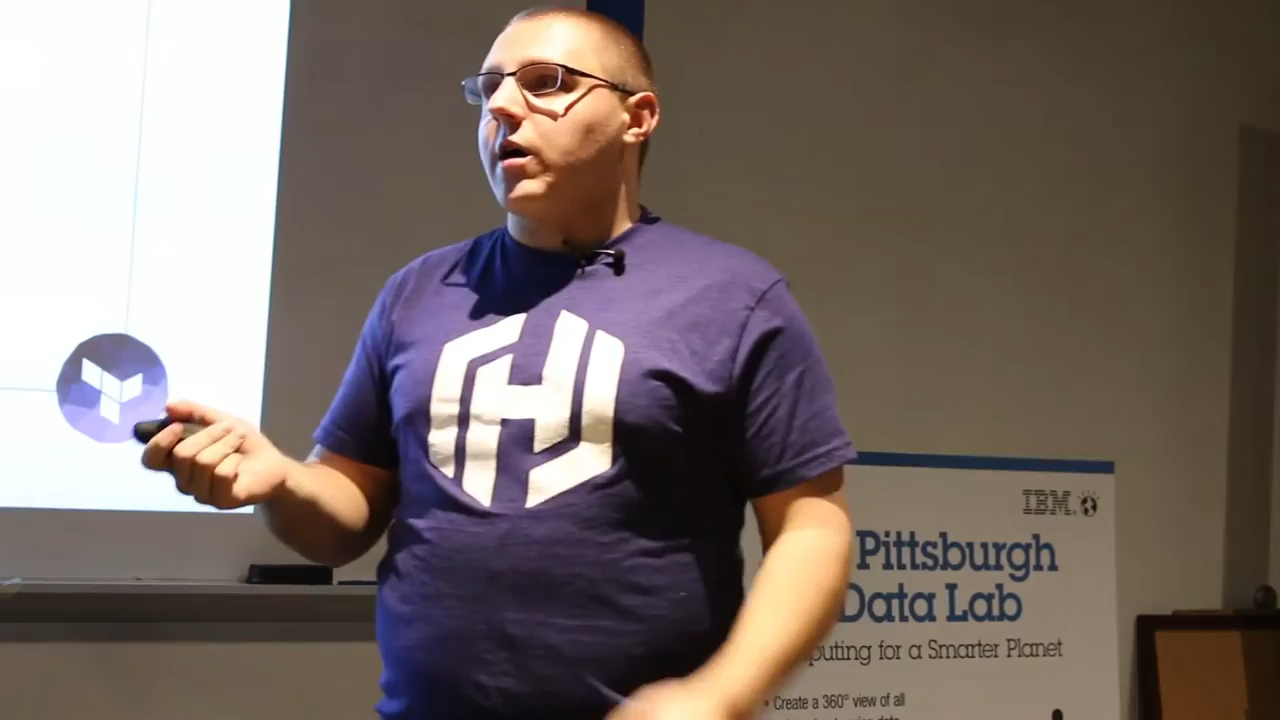 IBM
Pittsburgh
Data Lab
puting for a Smarter Planet
• Create a 360° view of all